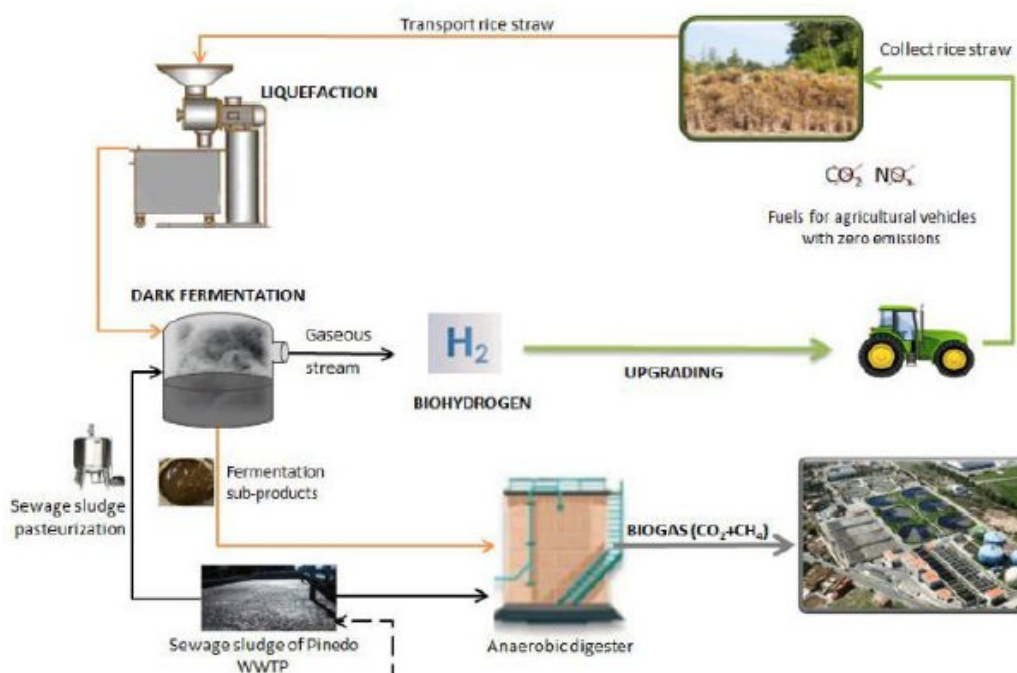 Transport rice straw
Collect rice straw
LIQUEFACTION
CO₂ NOₓ
Fuels for agricultural vehicles
with zero emissions
DARK FERMENTATION
Gaseous
stream
H₂
UPGRADING
BIOHYDROGEN
Fermentation
sub-products
Sewage sludge
pasteurization
BIOGAS (CO₂+CH₄)
Sewage sludge of Pinedo
WWTP
Anaerobic digester